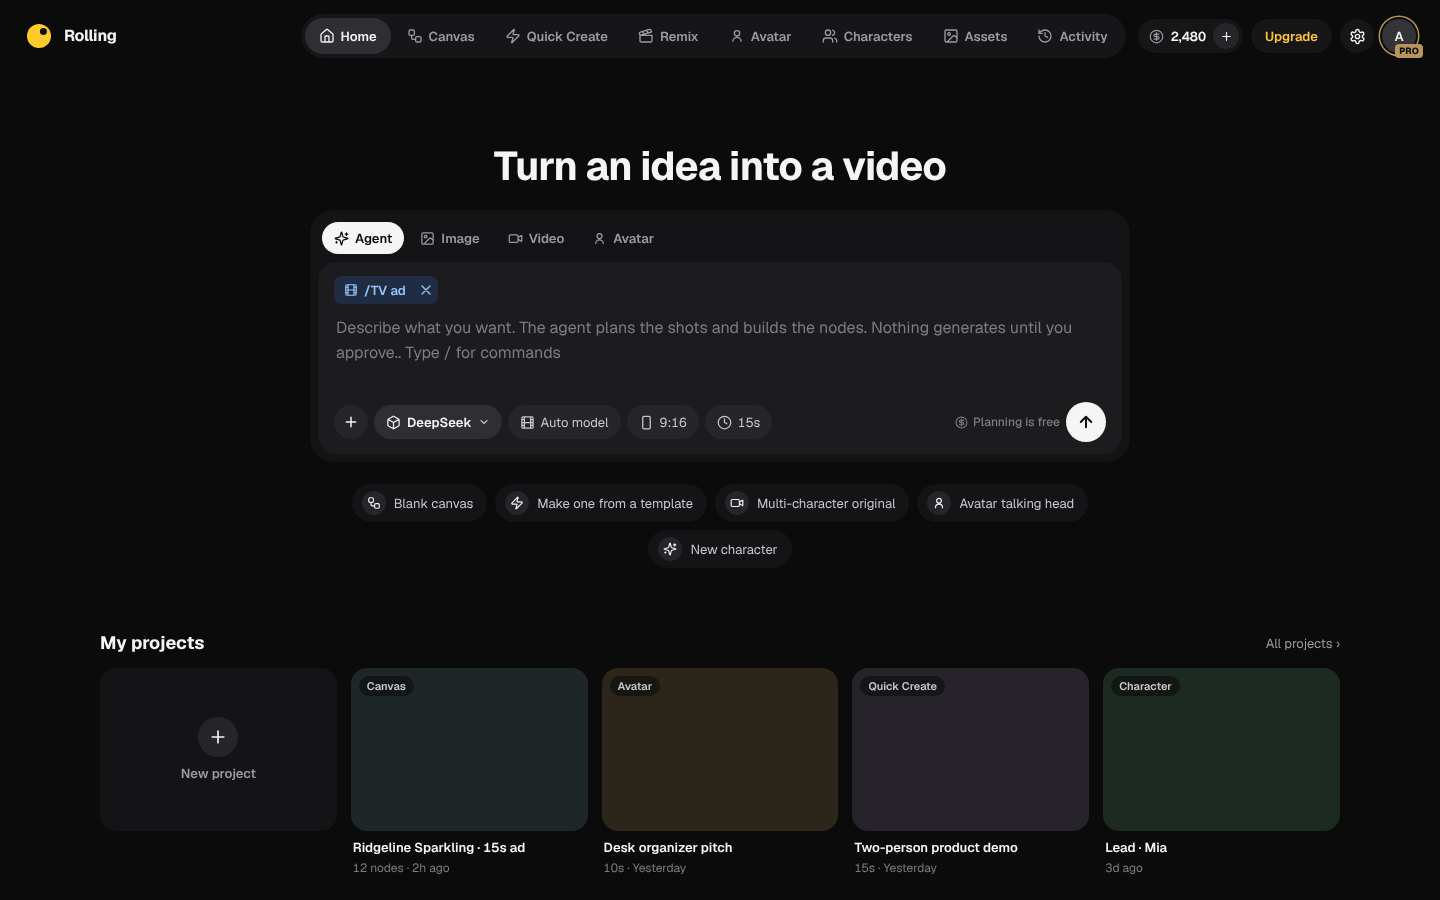 Rolling
Home
Canvas
Quick Create
Remix
Avatar
Characters
Assets
Activity
2,480
Upgrade
A
PRO
Turn an idea into a video
Agent
Image
Video
Avatar
/TV ad
Describe what you want. The agent plans the shots and builds the nodes. Nothing generates until you
approve.. Type / for commands
DeepSeek
Auto model
9:16
15s
Planning is free
Blank canvas
Make one from a template
Multi-character original
Avatar talking head
New character
My projects
All projects ›
New project
Canvas
Ridgeline Sparkling · 15s ad
12 nodes · 2h ago
Avatar
Desk organizer pitch
10s · Yesterday
Quick Create
Two-person product demo
15s · Yesterday
Character
Lead · Mia
3d ago